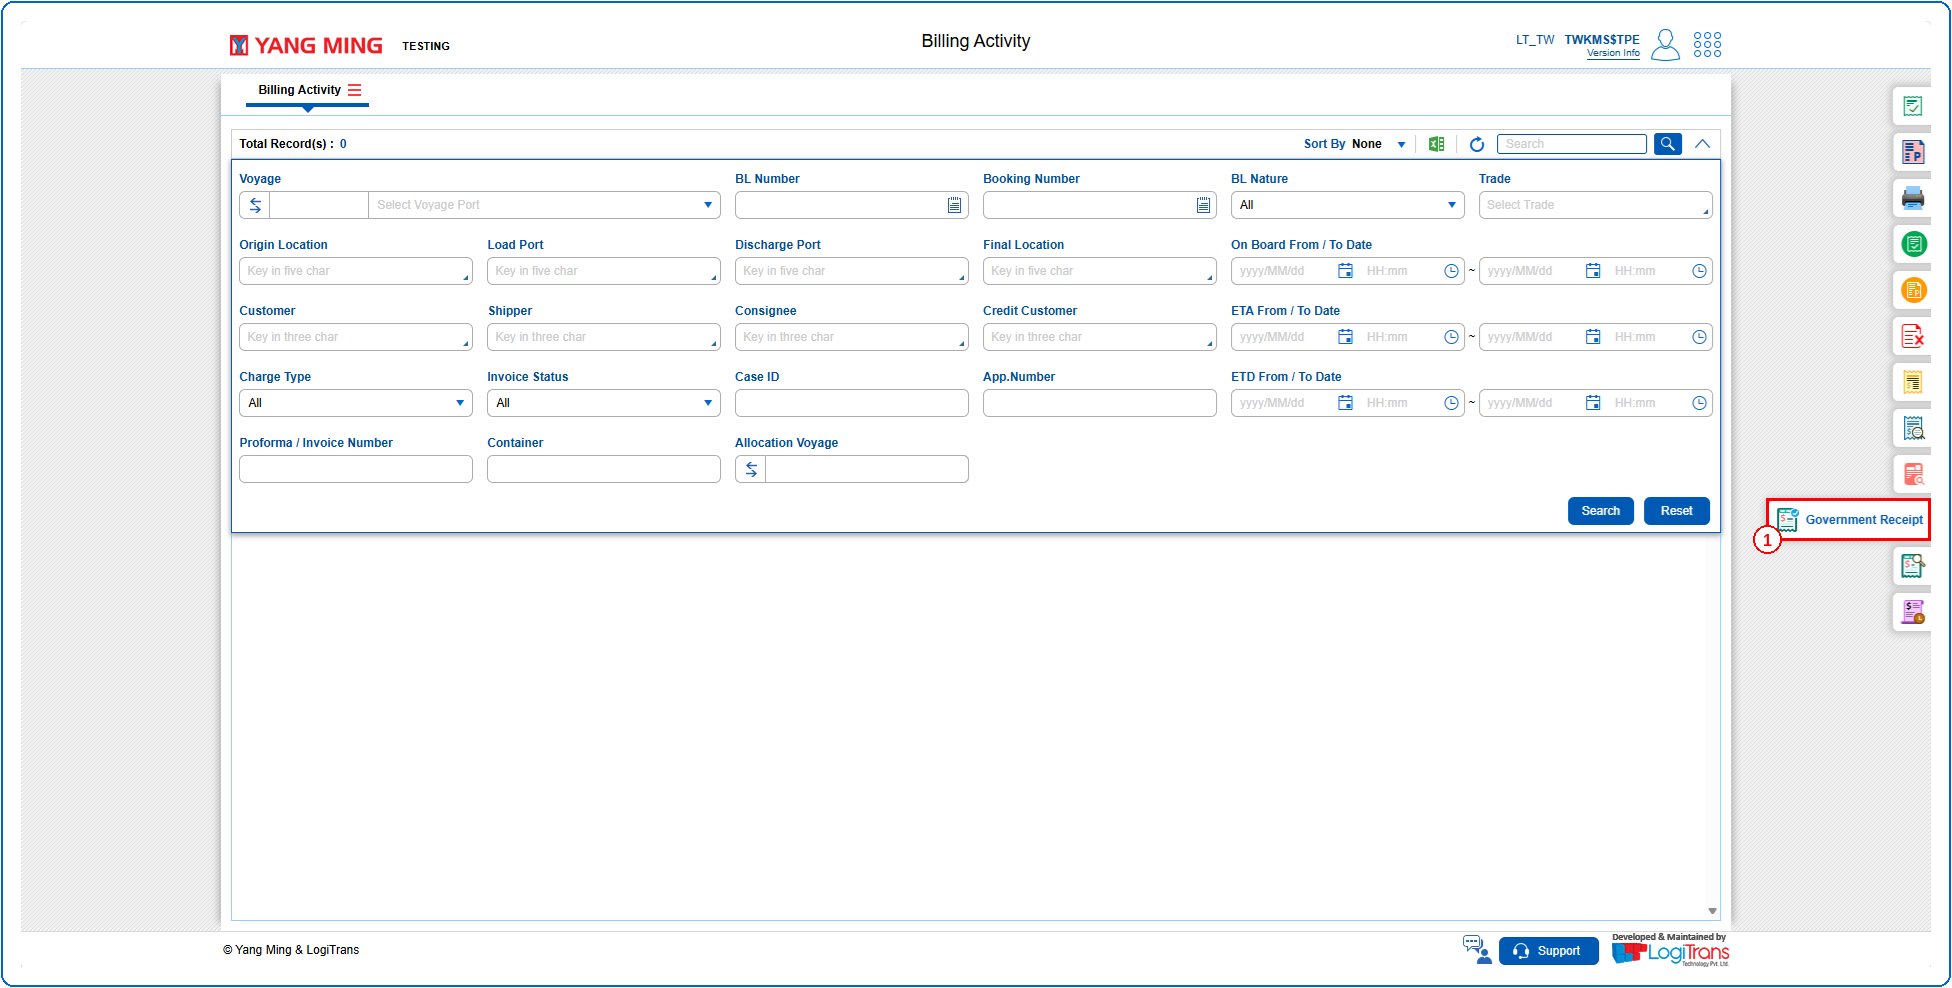 YANG MING TESTING
Billing Activity
LT_TW TWKMS$TPE
Version Info
Billing Activity
Total Record(s) : 0
Sort By None
Search
Voyage BL Number Booking Number BL Nature Trade
Select Voyage Port All Select Trade
Origin Location Load Port Discharge Port Final Location On Board From / To Date
Key in five char Key in five char Key in five char Key in five char yyyy/MM/dd HH:mm ~ yyyy/MM/dd HH:mm
Customer Shipper Consignee Credit Customer ETA From / To Date
Key in three char Key in three char Key in three char Key in three char yyyy/MM/dd HH:mm ~ yyyy/MM/dd HH:mm
Charge Type Invoice Status Case ID App.Number ETD From / To Date
All All yyyy/MM/dd HH:mm ~ yyyy/MM/dd HH:mm
Proforma / Invoice Number Container Allocation Voyage
Search Reset
Government Receipt
1
© Yang Ming & LogiTrans
Support
Developed & Maintained by
LogiTrans
Technology Pvt. Ltd.